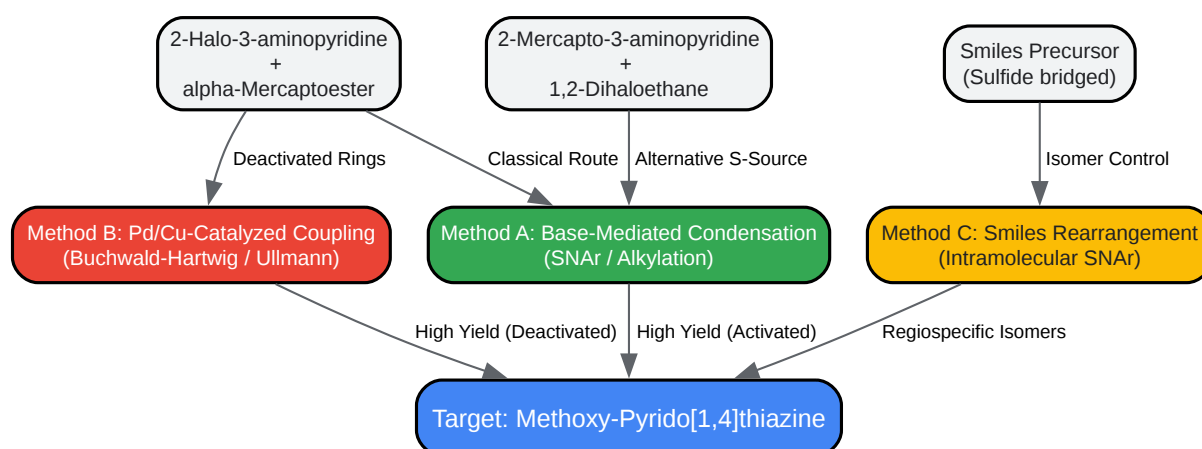 2-Halo-3-aminopyridine
+
alpha-Mercaptoester
2-Mercapto-3-aminopyridine
+
1,2-Dihaloethane
Smiles Precursor
(Sulfide bridged)
Deactivated Rings
Classical Route
Alternative S-Source
Isomer Control
Method B: Pd/Cu-Catalyzed Coupling
(Buchwald-Hartwig / Ullmann)
Method A: Base-Mediated Condensation
(SNAr / Alkylation)
Method C: Smiles Rearrangement
(Intramolecular SNAr)
High Yield (Deactivated)
High Yield (Activated)
Regiospecific Isomers
Target: Methoxy-Pyrido[1,4]thiazine